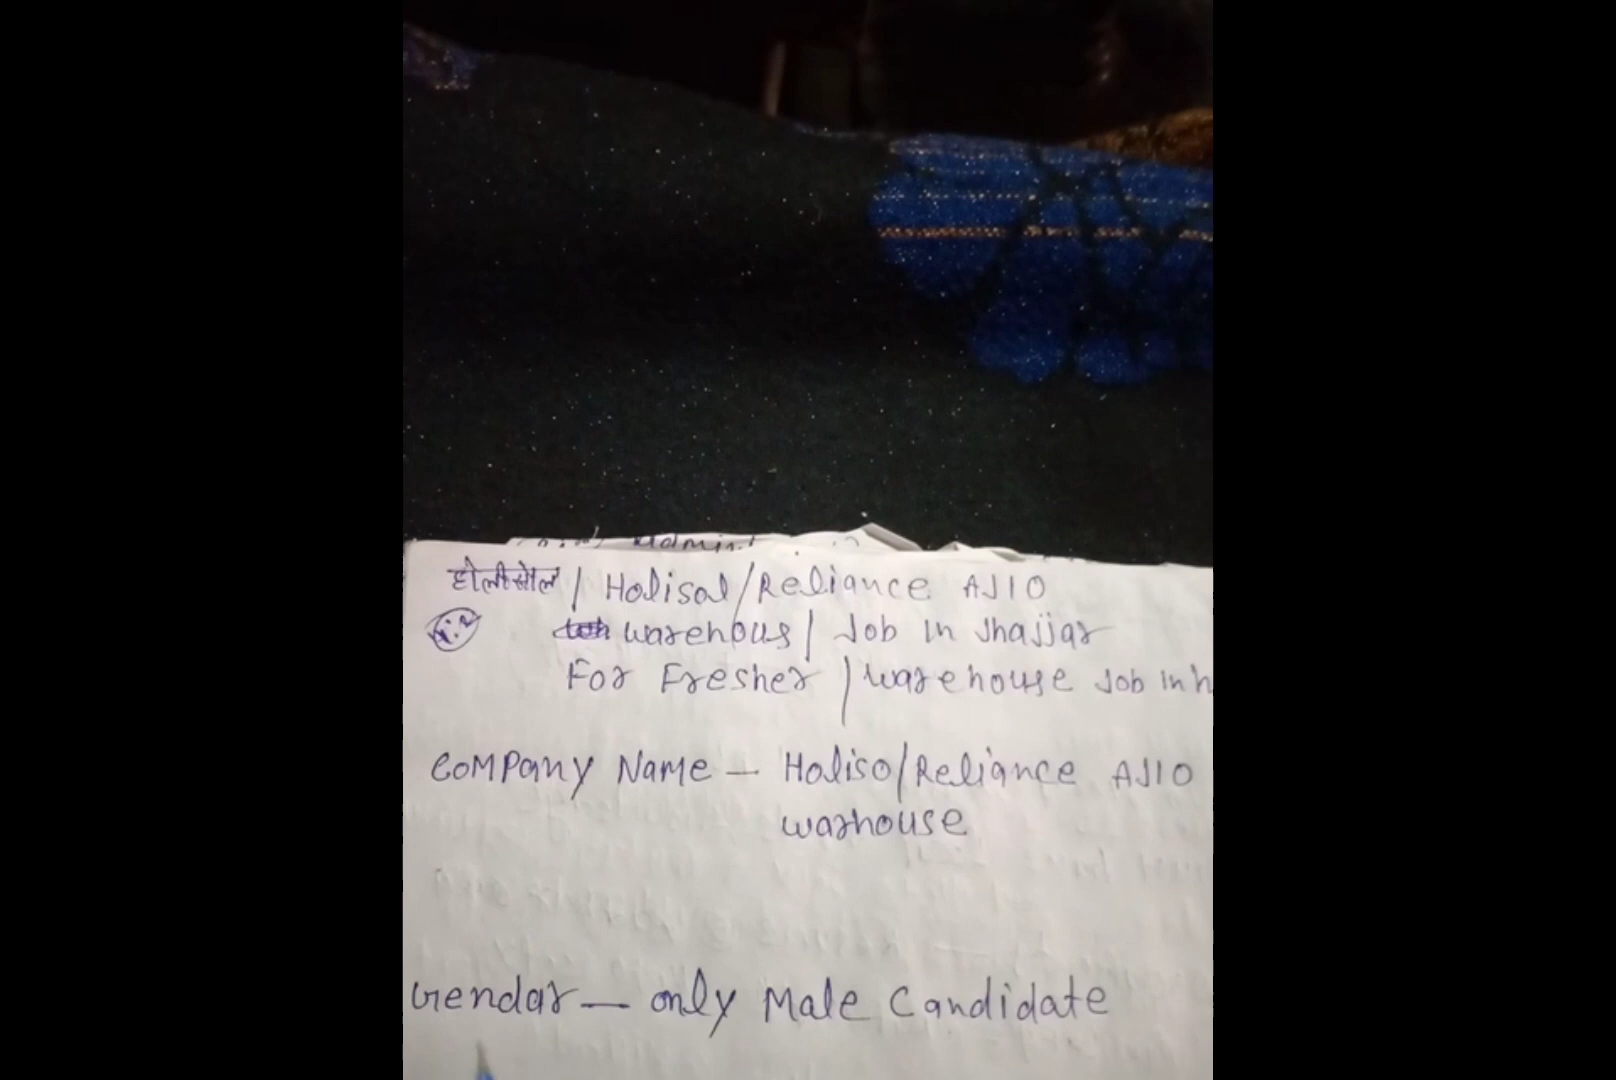 होलीसोल / Holisol/Reliance AJIO
warehous/ Job in Jhajjar
For Fresher / warehouse Job in h
Company Name - Holiso/Reliance AJIO
warhouse
Gendar - only Male Candidate